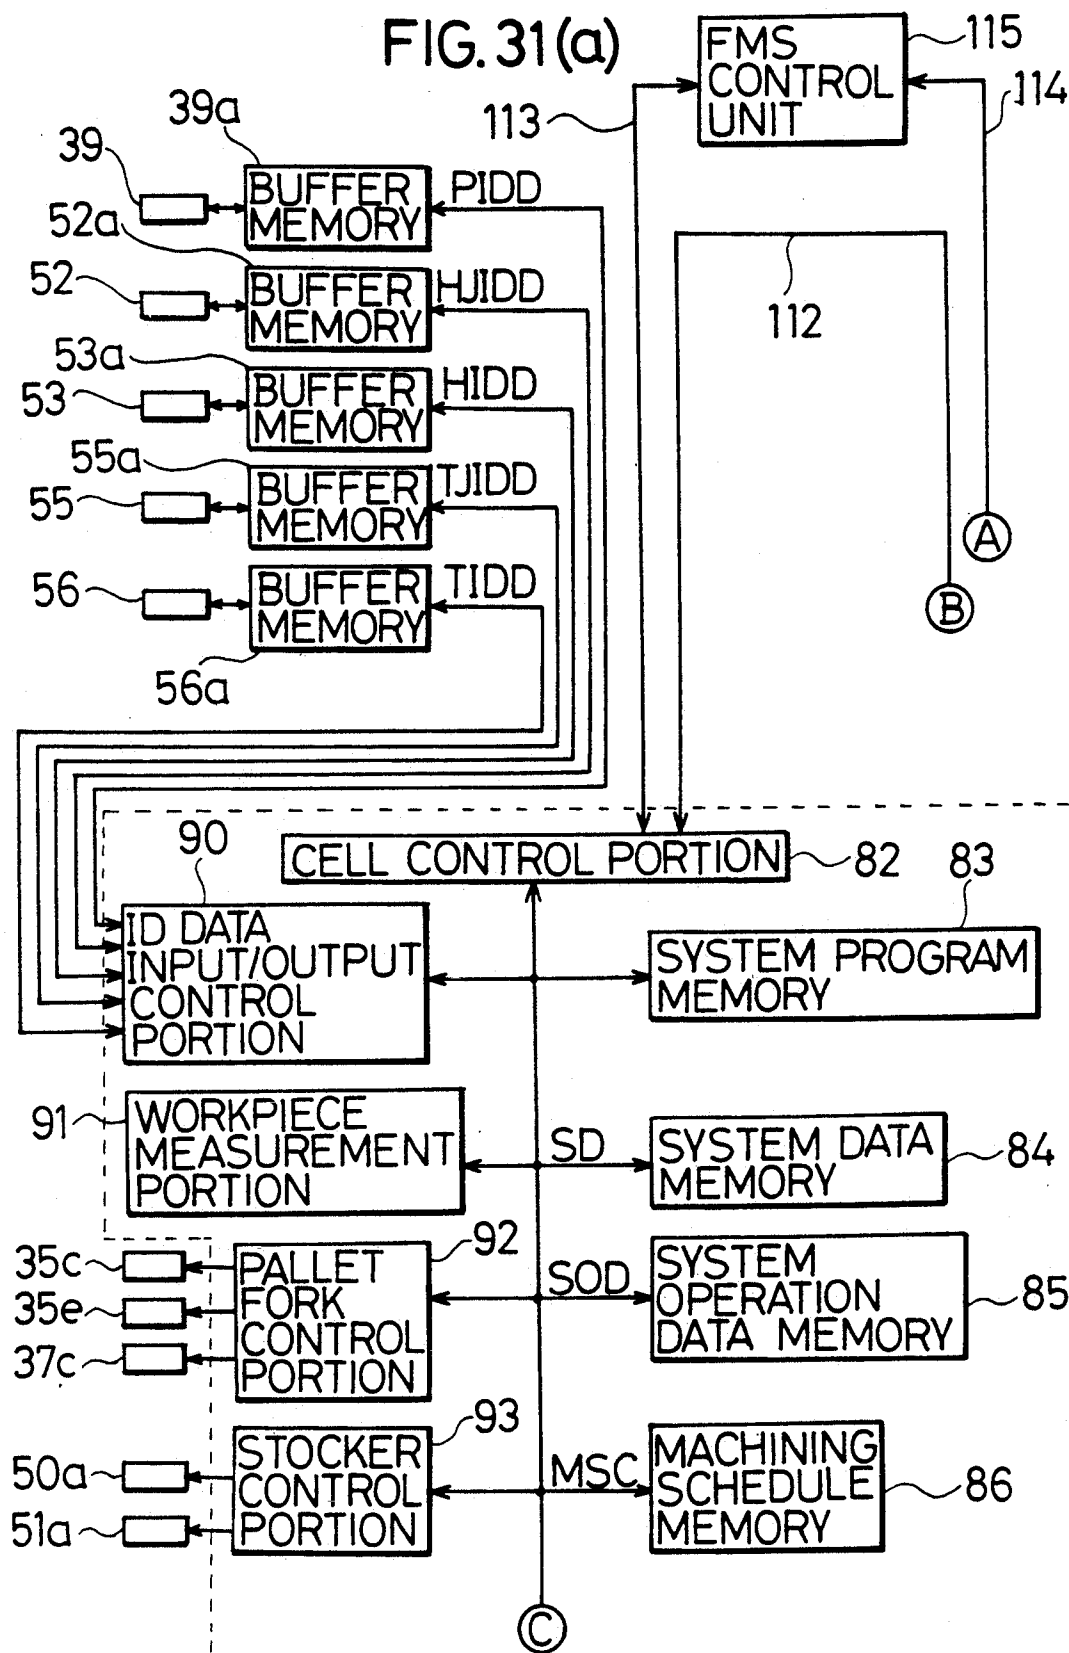 FIG. 31(a)
FMS
CONTROL
UNIT
115
113
114
39a
39
BUFFER
MEMORY
PIDD
52a
52
BUFFER
MEMORY
HJIDD
112
53a
53
BUFFER
MEMORY
HIDD
55a
55
BUFFER
MEMORY
TJIDD
A
56
BUFFER
MEMORY
TIDD
B
56a
90
CELL CONTROL PORTION
82
83
ID DATA
INPUT/OUTPUT
CONTROL
PORTION
SYSTEM PROGRAM
MEMORY
91
WORKPIECE
MEASUREMENT
PORTION
SD
SYSTEM DATA
MEMORY
84
35c
35e
37c
PALLET
FORK
CONTROL
PORTION
92
SOD
SYSTEM
OPERATION
DATA MEMORY
85
50a
51a
STOCKER
CONTROL
PORTION
93
MSC
MACHINING
SCHEDULE
MEMORY
86
C